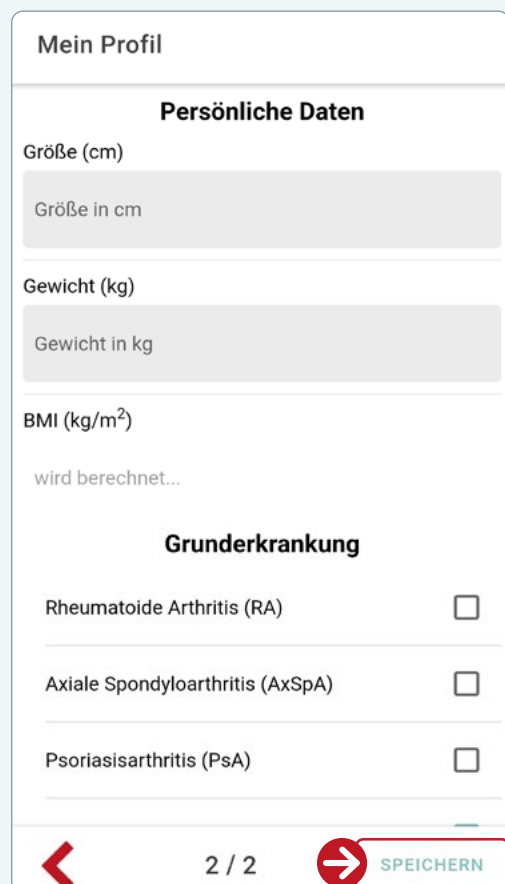 Mein Profil
Persönliche Daten
Größe (cm)
Größe in cm
Gewicht (kg)
Gewicht in kg
BMI (kg/m²)
wird berechnet...
Grunderkrankung
Rheumatoide Arthritis (RA)
Axiale Spondyloarthritis (AxSpA)
Psoriasisarthritis (PsA)
2 / 2
SPEICHERN